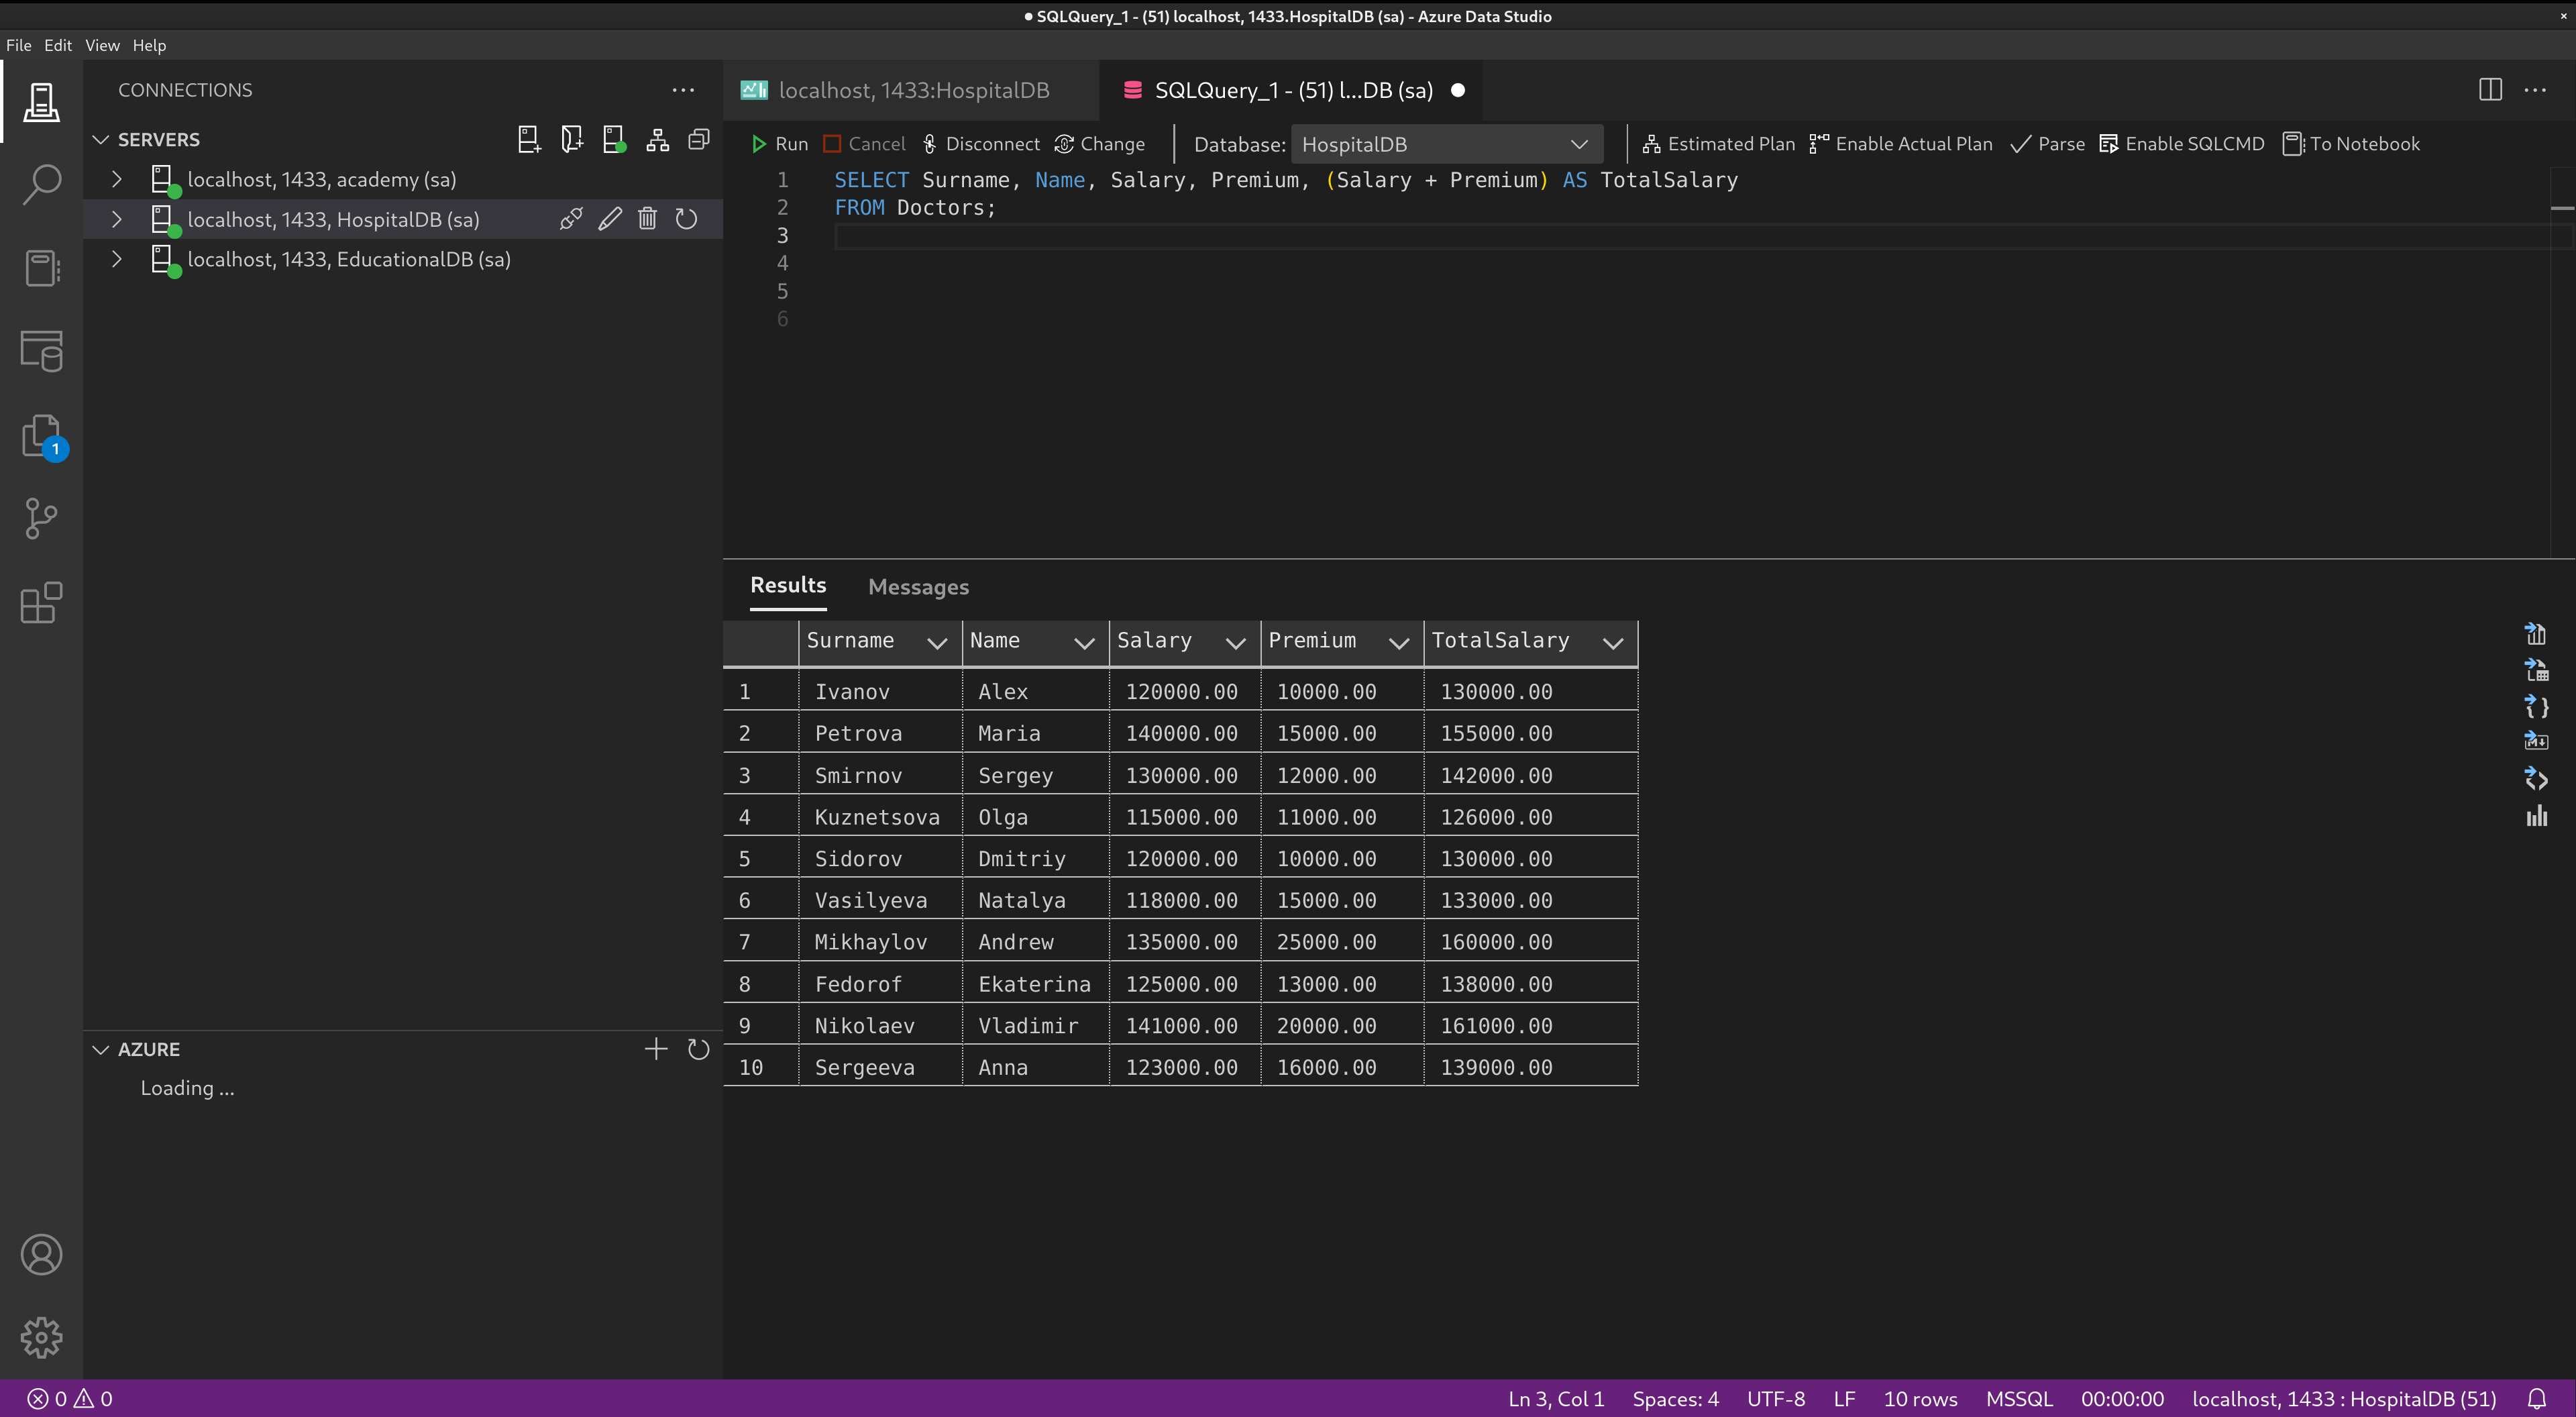 SQLQuery_1 - (51) localhost, 1433.HospitalDB (sa) - Azure Data Studio
File Edit View Help
CONNECTIONS
SERVERS
localhost, 1433, academy (sa)
localhost, 1433, HospitalDB (sa)
localhost, 1433, EducationalDB (sa)
1
AZURE
Loading ...
localhost, 1433:HospitalDB
SQLQuery_1 - (51) l...DB (sa)
Run Cancel Disconnect Change Database: HospitalDB Estimated Plan Enable Actual Plan Parse Enable SQLCMD To Notebook
1 SELECT Surname, Name, Salary, Premium, (Salary + Premium) AS TotalSalary
2 FROM Doctors;
3
4
5
6
Results Messages
Surname Name Salary Premium TotalSalary
1 Ivanov Alex 120000.00 10000.00 130000.00
2 Petrova Maria 140000.00 15000.00 155000.00
3 Smirnov Sergey 130000.00 12000.00 142000.00
4 Kuznetsova Olga 115000.00 11000.00 126000.00
5 Sidorov Dmitriy 120000.00 10000.00 130000.00
6 Vasilyeva Natalya 118000.00 15000.00 133000.00
7 Mikhaylov Andrew 135000.00 25000.00 160000.00
8 Fedorof Ekaterina 125000.00 13000.00 138000.00
9 Nikolaev Vladimir 141000.00 20000.00 161000.00
10 Sergeeva Anna 123000.00 16000.00 139000.00
0 0 Ln 3, Col 1 Spaces: 4 UTF-8 LF 10 rows MSSQL 00:00:00 localhost, 1433 : HospitalDB (51)